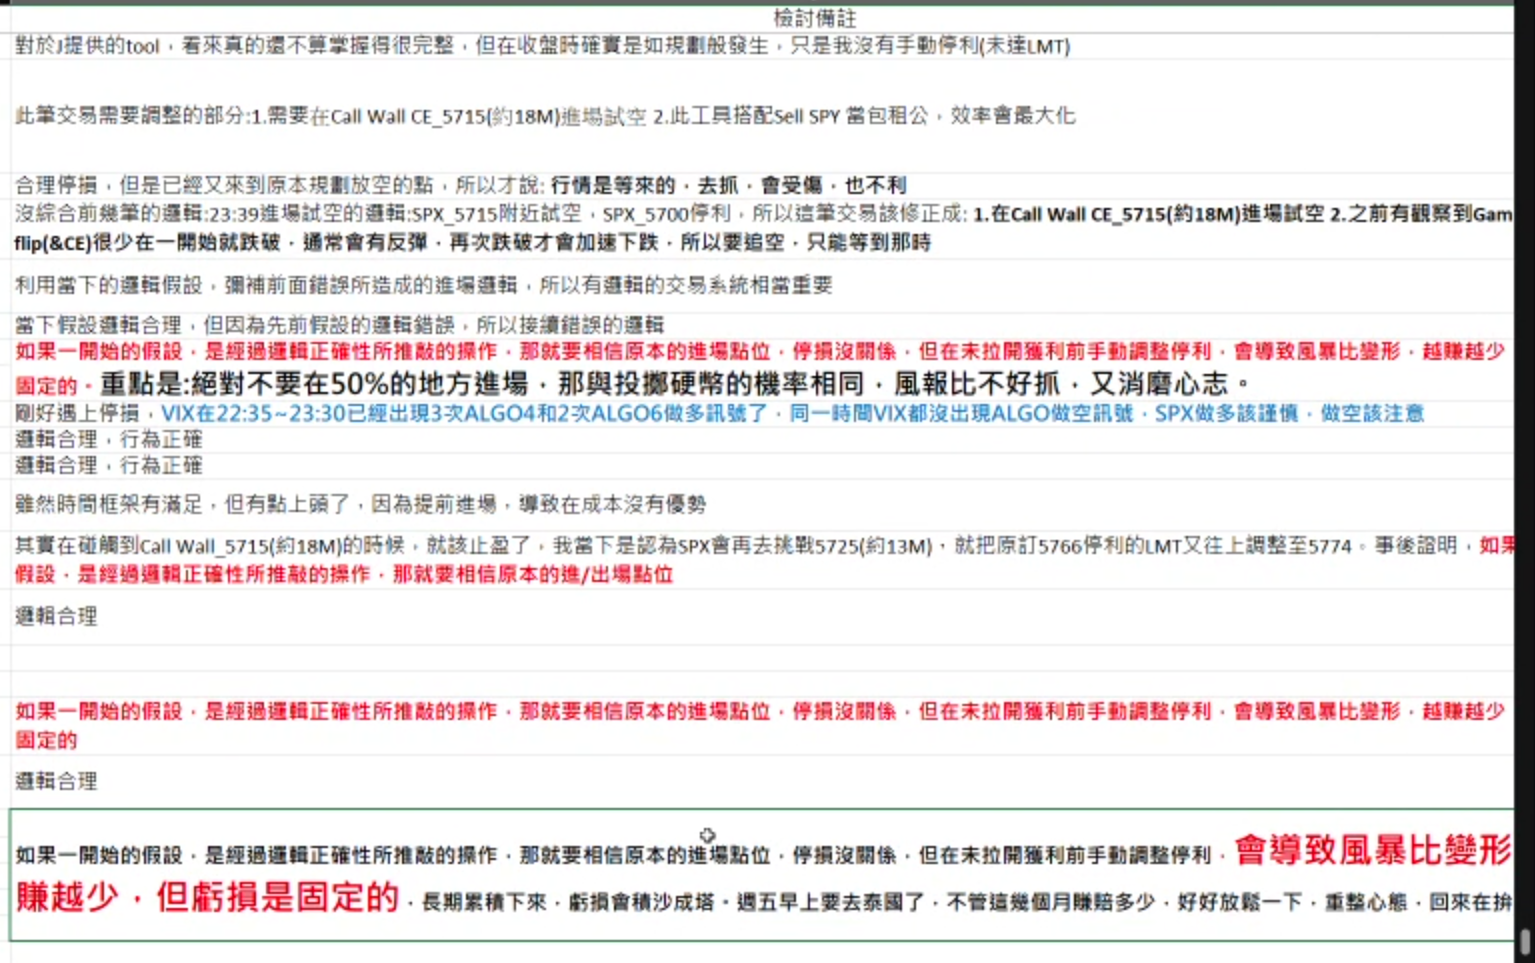 檢討備註
對於J提供的tool，看來真的還不算掌握得很完整，但在收盤時確實是如規劃般發生，只是我沒有手動停利(未達LMT)
此筆交易需要調整的部分:1.需要在Call Wall CE_5715(約18M)進場試空 2.此工具搭配Sell SPY 當包租公，效率會最大化
合理停損，但是已經又來到原本規劃放空的點，所以才說: 行情是等來的，去抓，會受傷，也不利
沒綜合前幾筆的邏輯:23:39進場試空的邏輯:SPX_5715附近試空，SPX_5700停利，所以這筆交易該修正成: 1.在Call Wall CE_5715(約18M)進場試空 2.之前有觀察到Gam
flip(&CE)很少在一開始就跌破，通常會有反彈，再次跌破才會加速下跌，所以要追空，只能等到那時
利用當下的邏輯假設，彌補前面錯誤所造成的進場邏輯，所以有邏輯的交易系統相當重要
當下假設邏輯合理，但因為先前假設的邏輯錯誤，所以接續錯誤的邏輯
如果一開始的假設，是經過邏輯正確性所推敲的操作，那就要相信原本的進場點位，停損沒關係，但在未拉開獲利前手動調整停利，會導致風暴比變形，越賺越少
固定的。重點是:絕對不要在50%的地方進場，那與投擲硬幣的機率相同，風報比不好抓，又消磨心志。
剛好遇上停損，VIX在22:35~23:30已經出現3次ALGO4和2次ALGO6做多訊號了，同一時間VIX都沒出現ALGO做空訊號，SPX做多該謹慎，做空該注意
邏輯合理，行為正確
邏輯合理，行為正確
雖然時間框架有滿足，但有點上頭了，因為提前進場，導致在成本沒有優勢
其實在碰觸到Call Wall_5715(約18M)的時候，就該止盈了，我當下是認為SPX會再去挑戰5725(約13M)，就把原訂5766停利的LMT又往上調整至5774。事後證明，如果
假設，是經過邏輯正確性所推敲的操作，那就要相信原本的進/出場點位
邏輯合理
如果一開始的假設，是經過邏輯正確性所推敲的操作，那就要相信原本的進場點位，停損沒關係，但在未拉開獲利前手動調整停利，會導致風暴比變形，越賺越少
固定的
邏輯合理
如果一開始的假設，是經過邏輯正確性所推敲的操作，那就要相信原本的進場點位，停損沒關係，但在未拉開獲利前手動調整停利，會導致風暴比變形
賺越少，但虧損是固定的，長期累積下來，虧損會積沙成塔。週五早上要去泰國了，不管這幾個月賺賠多少，好好放鬆一下，重整心態，回來在拚